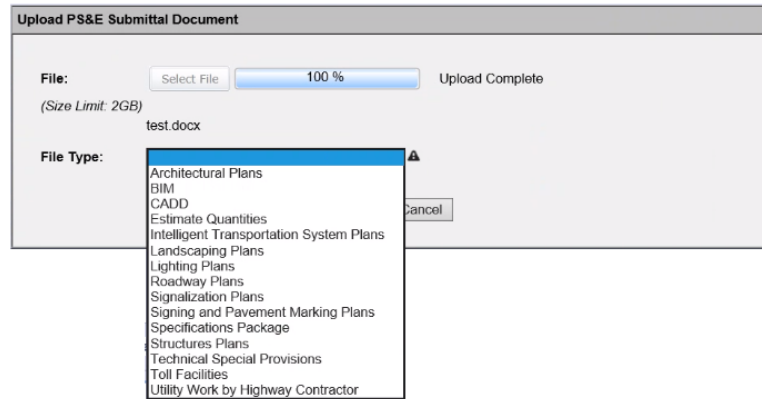 Upload PS&E Submittal Document
File: Select File 100 % Upload Complete
(Size Limit: 2GB)
test.docx
File Type:
Architectural Plans
BIM
CADD
Cancel
Estimate Quantities
Intelligent Transportation System Plans
Landscaping Plans
Lighting Plans
Roadway Plans
Signalization Plans
Signing and Pavement Marking Plans
Specifications Package
Structures Plans
Technical Special Provisions
Toll Facilities
Utility Work by Highway Contractor